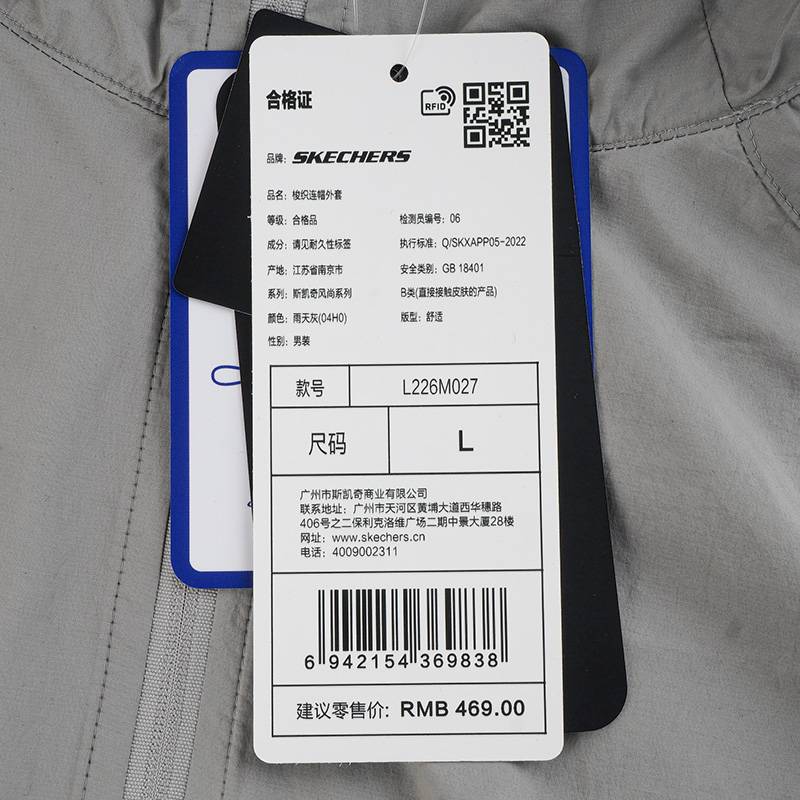 合格证
RFID
品牌: SKECHERS
品名: 梭织连帽外套
等级: 合格品 检测员编号: 06
成分: 请见耐久性标签 执行标准: Q/SKXAPP05-2022
产地: 江苏省南京市 安全类别: GB 18401
系列: 斯凯奇风尚系列 B类(直接接触皮肤的产品)
颜色: 雨天灰(04H0) 版型: 舒适
性别: 男装
款号 L226M027
尺码 L
广州市斯凯奇商业有限公司
联系地址: 广州市天河区黄埔大道西华穗路
406号之二保利克洛维广场二期中景大厦28楼
网址: www.skechers.cn
电话: 4009002311
6 942154 369838
建议零售价: RMB 469.00